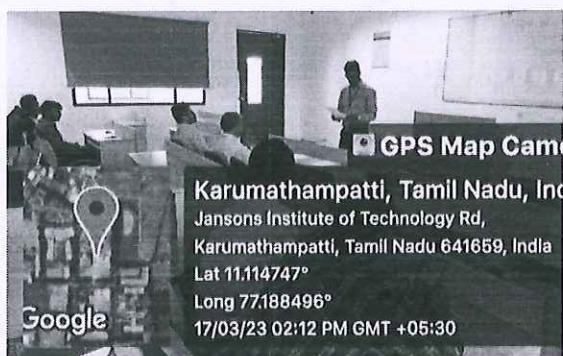 GPS Map Came
Karumathampatti, Tamil Nadu, Ind
Jansons Institute of Technology Rd,
Karumathampatti, Tamil Nadu 641659, India
Lat 11.114747°
Long 77.188496°
17/03/23 02:12 PM GMT +05:30
Google